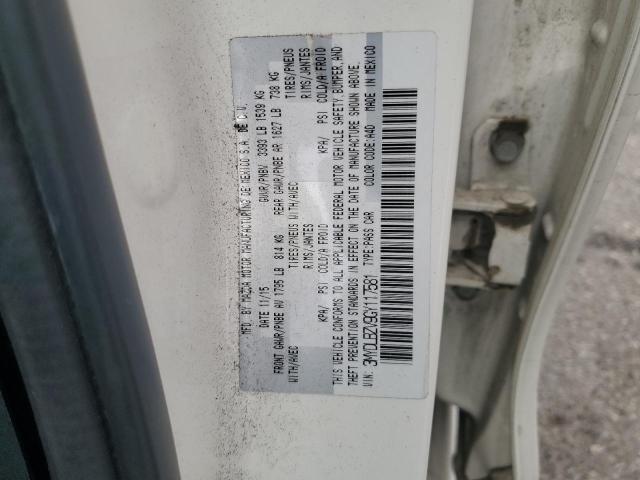 MFD. BY MAZDA MOTOR MANUFACTURING DE MEXICO S.A. DE C.V.
DATE 11/15 GVWR/PNBV 3393 LB 1539 KG
FRONT GAWR/PNBE AV 1795 LB 814 KG REAR GAWR/PNBE AR 1627 LB 738 KG
WITH/AVEC TIRES/PNEUS WITH/AVEC TIRES/PNEUS
RIMS/JANTES RIMS/JANTES
KPA/ PSI COLD/A FROID KPA/ PSI COLD/A FROID
THIS VEHICLE CONFORMS TO ALL APPLICABLE FEDERAL MOTOR VEHICLE SAFETY, BUMPER, AND
THEFT PREVENTION STANDARDS IN EFFECT ON THE DATE OF MANUFACTURE SHOWN ABOVE.
VIN: 3MYDLBZV9GY117581 TYPE:PASS CAR COLOR CODE:A4D MADE IN MEXICO